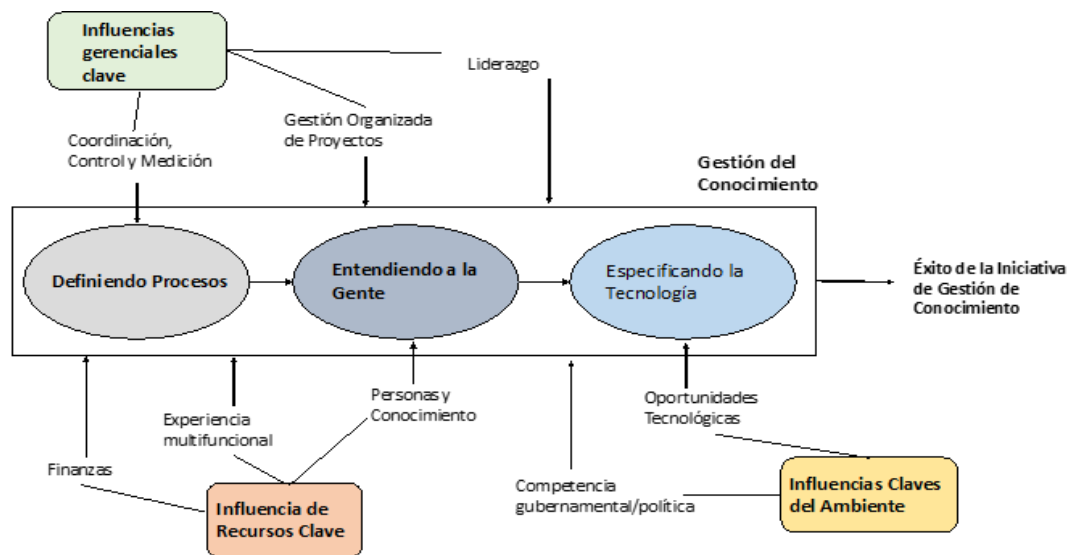 Influencias
gerenciales
clave
Liderazgo
Gestión Organizada
de Proyectos
Coordinación,
Control y Medición
Gestión del
Conocimiento
Definiendo Procesos
Entendiendo a la
Gente
Especificando la
Tecnología
Éxito de la Iniciativa
de Gestión de
Conocimiento
Personas y
Conocimiento
Oportunidades
Tecnológicas
Experiencia
multifuncional
Finanzas
Competencia
gubernamental/política
Influencia de
Recursos Clave
Influencias Claves
del Ambiente